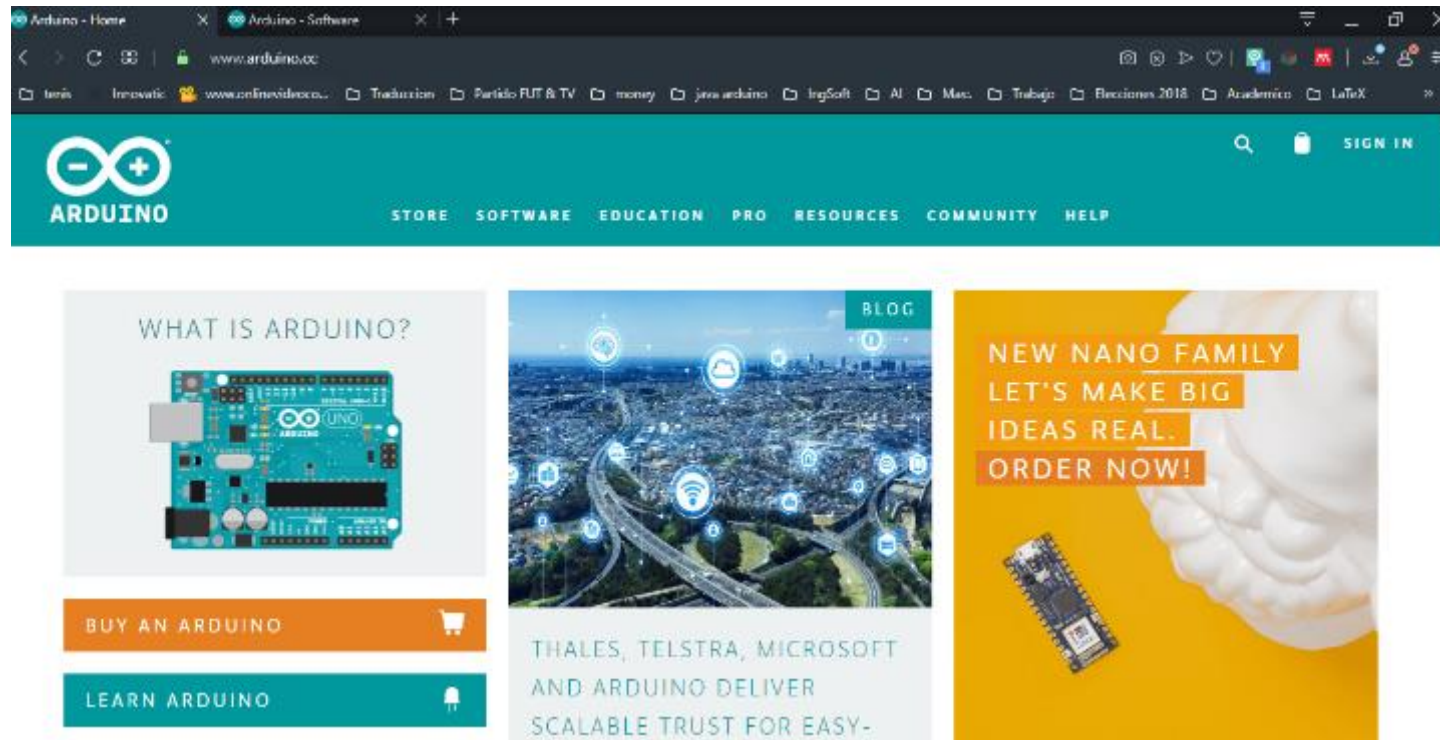 Arduino - Home
Arduino - Software
www.arduino.cc
tenis
Innovatic
www.onlinevideoco...
Traduccion
Partido FUT & TV
money
java arduino
IngSoft
AI
Mac.
Trabajo
Elecciones 2018
Academico
LaTeX
SIGN IN
ARDUINO
STORE SOFTWARE EDUCATION PRO RESOURCES COMMUNITY HELP
WHAT IS ARDUINO?
UNO
ARDUINO
BUY AN ARDUINO
LEARN ARDUINO
BLOG
THALES, TELSTRA, MICROSOFT
AND ARDUINO DELIVER
SCALABLE TRUST FOR EASY-
NEW NANO FAMILY
LET'S MAKE BIG
IDEAS REAL.
ORDER NOW!